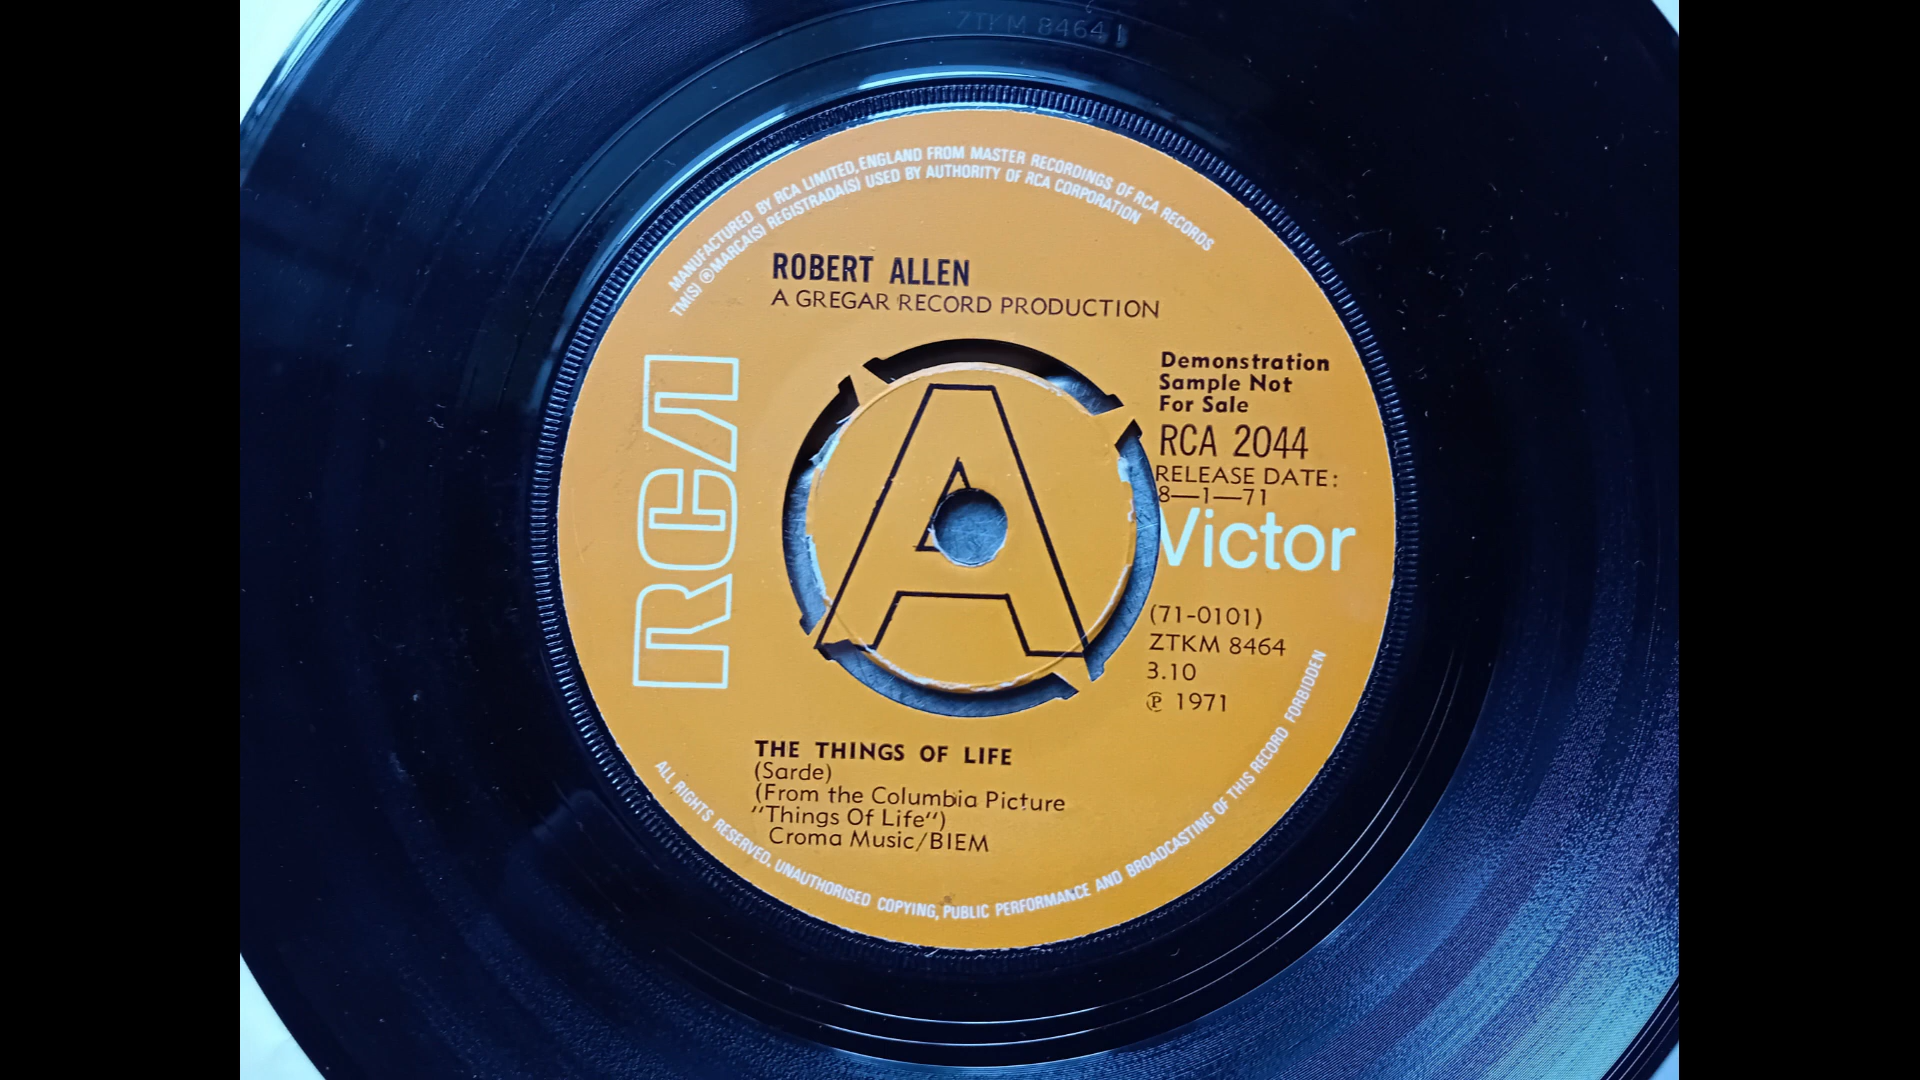 ZTKM 8464 1
MANUFACTURED BY RCA LIMITED, ENGLAND FROM MASTER RECORDINGS OF RCA RECORDS
TM(S) ® MARCA(S) REGISTRADA(S) USED BY AUTHORITY OF RCA CORPORATION
ROBERT ALLEN
A GREGAR RECORD PRODUCTION
RCA
A
Demonstration
Sample Not
For Sale
RCA 2044
RELEASE DATE:
8—1—71
Victor
(71-0101)
ZTKM 8464
3.10
℗ 1971
THE THINGS OF LIFE
(Sarde)
(From the Columbia Picture
"Things Of Life")
Croma Music/BIEM
ALL RIGHTS RESERVED. UNAUTHORISED COPYING, PUBLIC PERFORMANCE AND BROADCASTING OF THIS RECORD FORBIDDEN